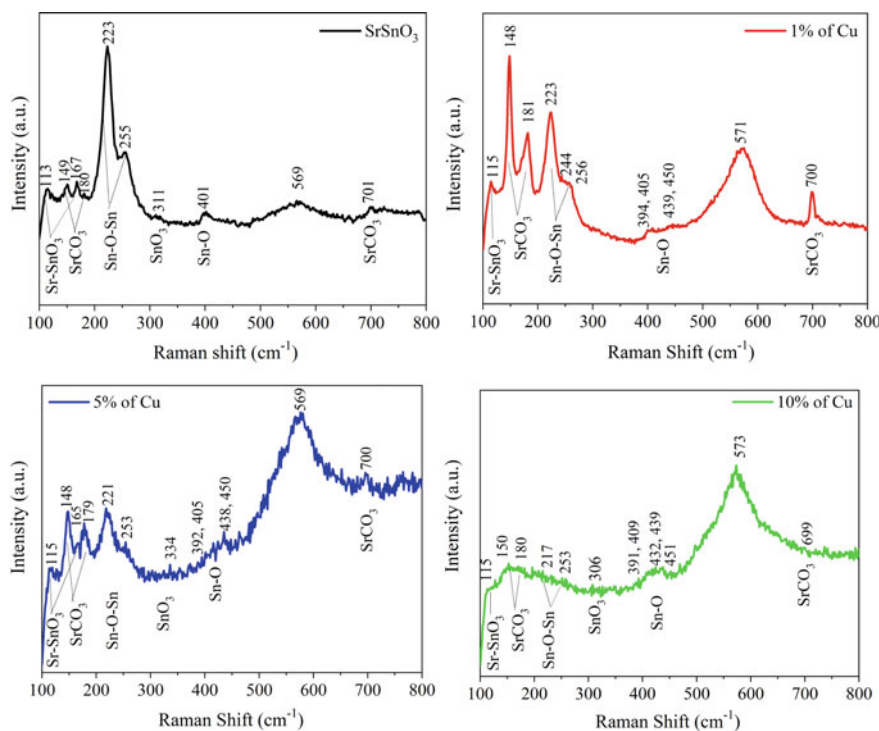 SrSnO₃
223
255
113
149
167
180
311
401
569
701
Sr-SnO₃
SrCO₃
Sn-O-Sn
SnO₃
Sn-O
SrCO₃
Intensity (a.u.)
100 200 300 400 500 600 700 800
Raman shift (cm⁻¹)
1% of Cu
148
181
223
115
244
256
394, 405
439, 450
571
700
Sr-SnO₃
SrCO₃
Sn-O-Sn
Sn-O
SrCO₃
Intensity (a.u.)
100 200 300 400 500 600 700 800
Raman Shift (cm⁻¹)
5% of Cu
115
148
165
179
221
253
334
392, 405
438, 450
569
700
Sr-SnO₃
SrCO₃
Sn-O-Sn
SnO₃
Sn-O
SrCO₃
Intensity (a.u.)
100 200 300 400 500 600 700 800
Raman Shift (cm⁻¹)
10% of Cu
115
150
180
217
253
306
391, 409
432, 439
451
573
699
Sr-SnO₃
SrCO₃
Sn-O-Sn
SnO₃
Sn-O
SrCO₃
Intensity (a.u.)
100 200 300 400 500 600 700 800
Raman Shift (cm⁻¹)